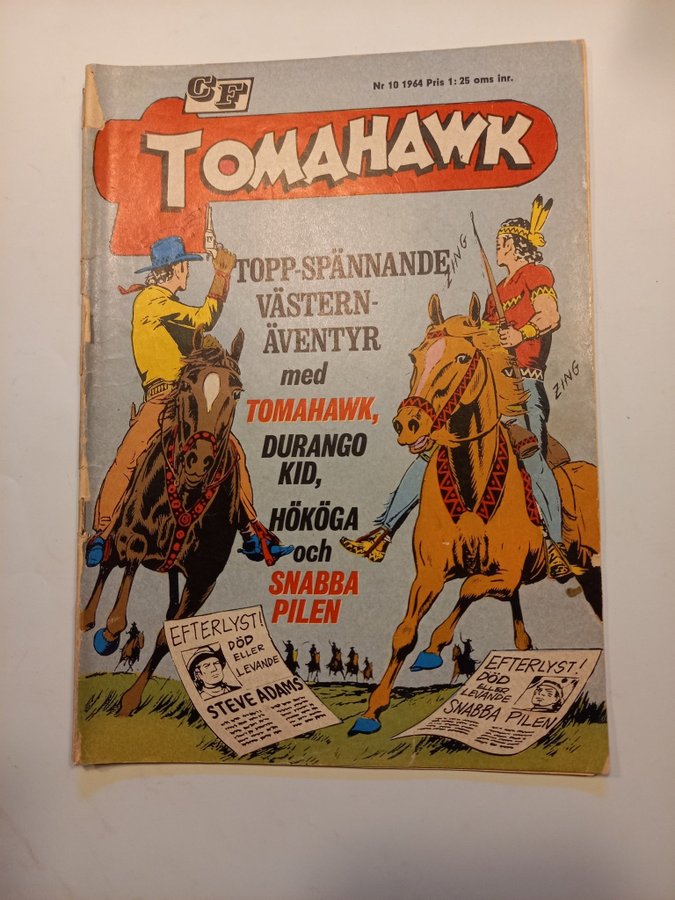 CF
Nr 10 1964 Pris 1:25 oms inr.
TOMAHAWK
TOPP-SPÄNNANDE
VÄSTERN-
ÄVENTYR
med
TOMAHAWK,
DURANGO
KID,
HÖKÖGA
och
SNABBA
PILEN
ZING
ZING
EFTERLYST!
DÖD
ELLER
LEVANDE
STEVE ADAMS
EFTERLYST!
DÖD
ELLER
LEVANDE
SNABBA PILEN